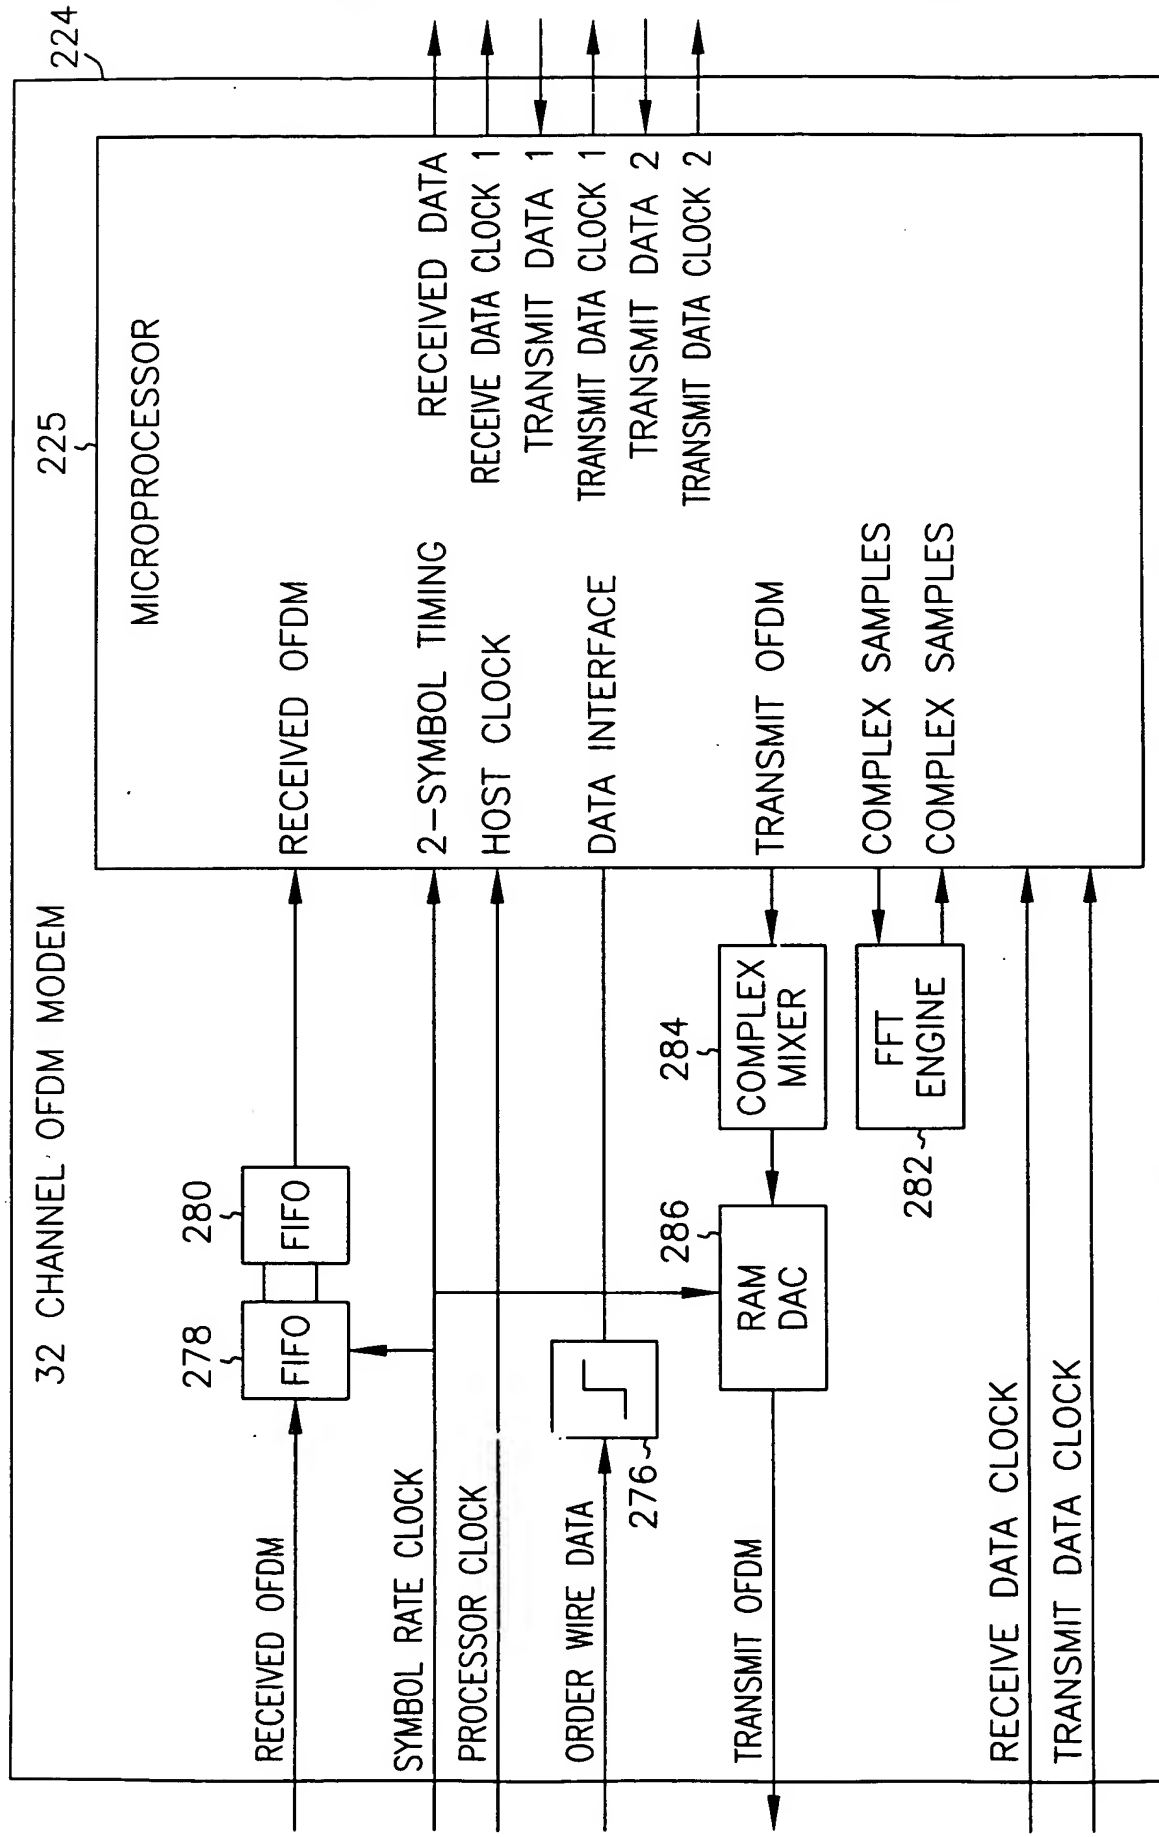 32 CHANNEL OFDM MODEM
224
225
MICROPROCESSOR
RECEIVED OFDM
278
FIFO
280
FIFO
RECEIVED OFDM
SYMBOL RATE CLOCK
2-SYMBOL TIMING
RECEIVED DATA
PROCESSOR CLOCK
HOST CLOCK
RECEIVE DATA CLOCK 1
TRANSMIT DATA 1
ORDER WIRE DATA
276
DATA INTERFACE
TRANSMIT DATA CLOCK 1
TRANSMIT DATA 2
TRANSMIT DATA CLOCK 2
TRANSMIT OFDM
286
RAM
DAC
284
COMPLEX
MIXER
TRANSMIT OFDM
282
FFT
ENGINE
COMPLEX SAMPLES
COMPLEX SAMPLES
RECEIVE DATA CLOCK
TRANSMIT DATA CLOCK